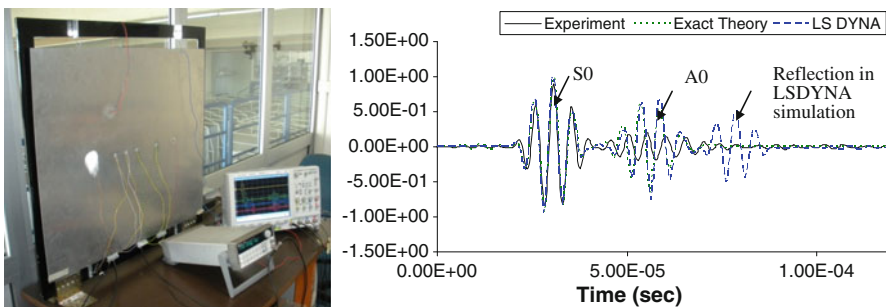 Experiment Exact Theory LS DYNA
1.50E+00
1.00E+00
5.00E-01
0.00E+00
-5.00E-01
-1.00E+00
-1.50E+00
S0
A0
Reflection in
LSDYNA
simulation
0.00E+00 5.00E-05 1.00E-04
Time (sec)